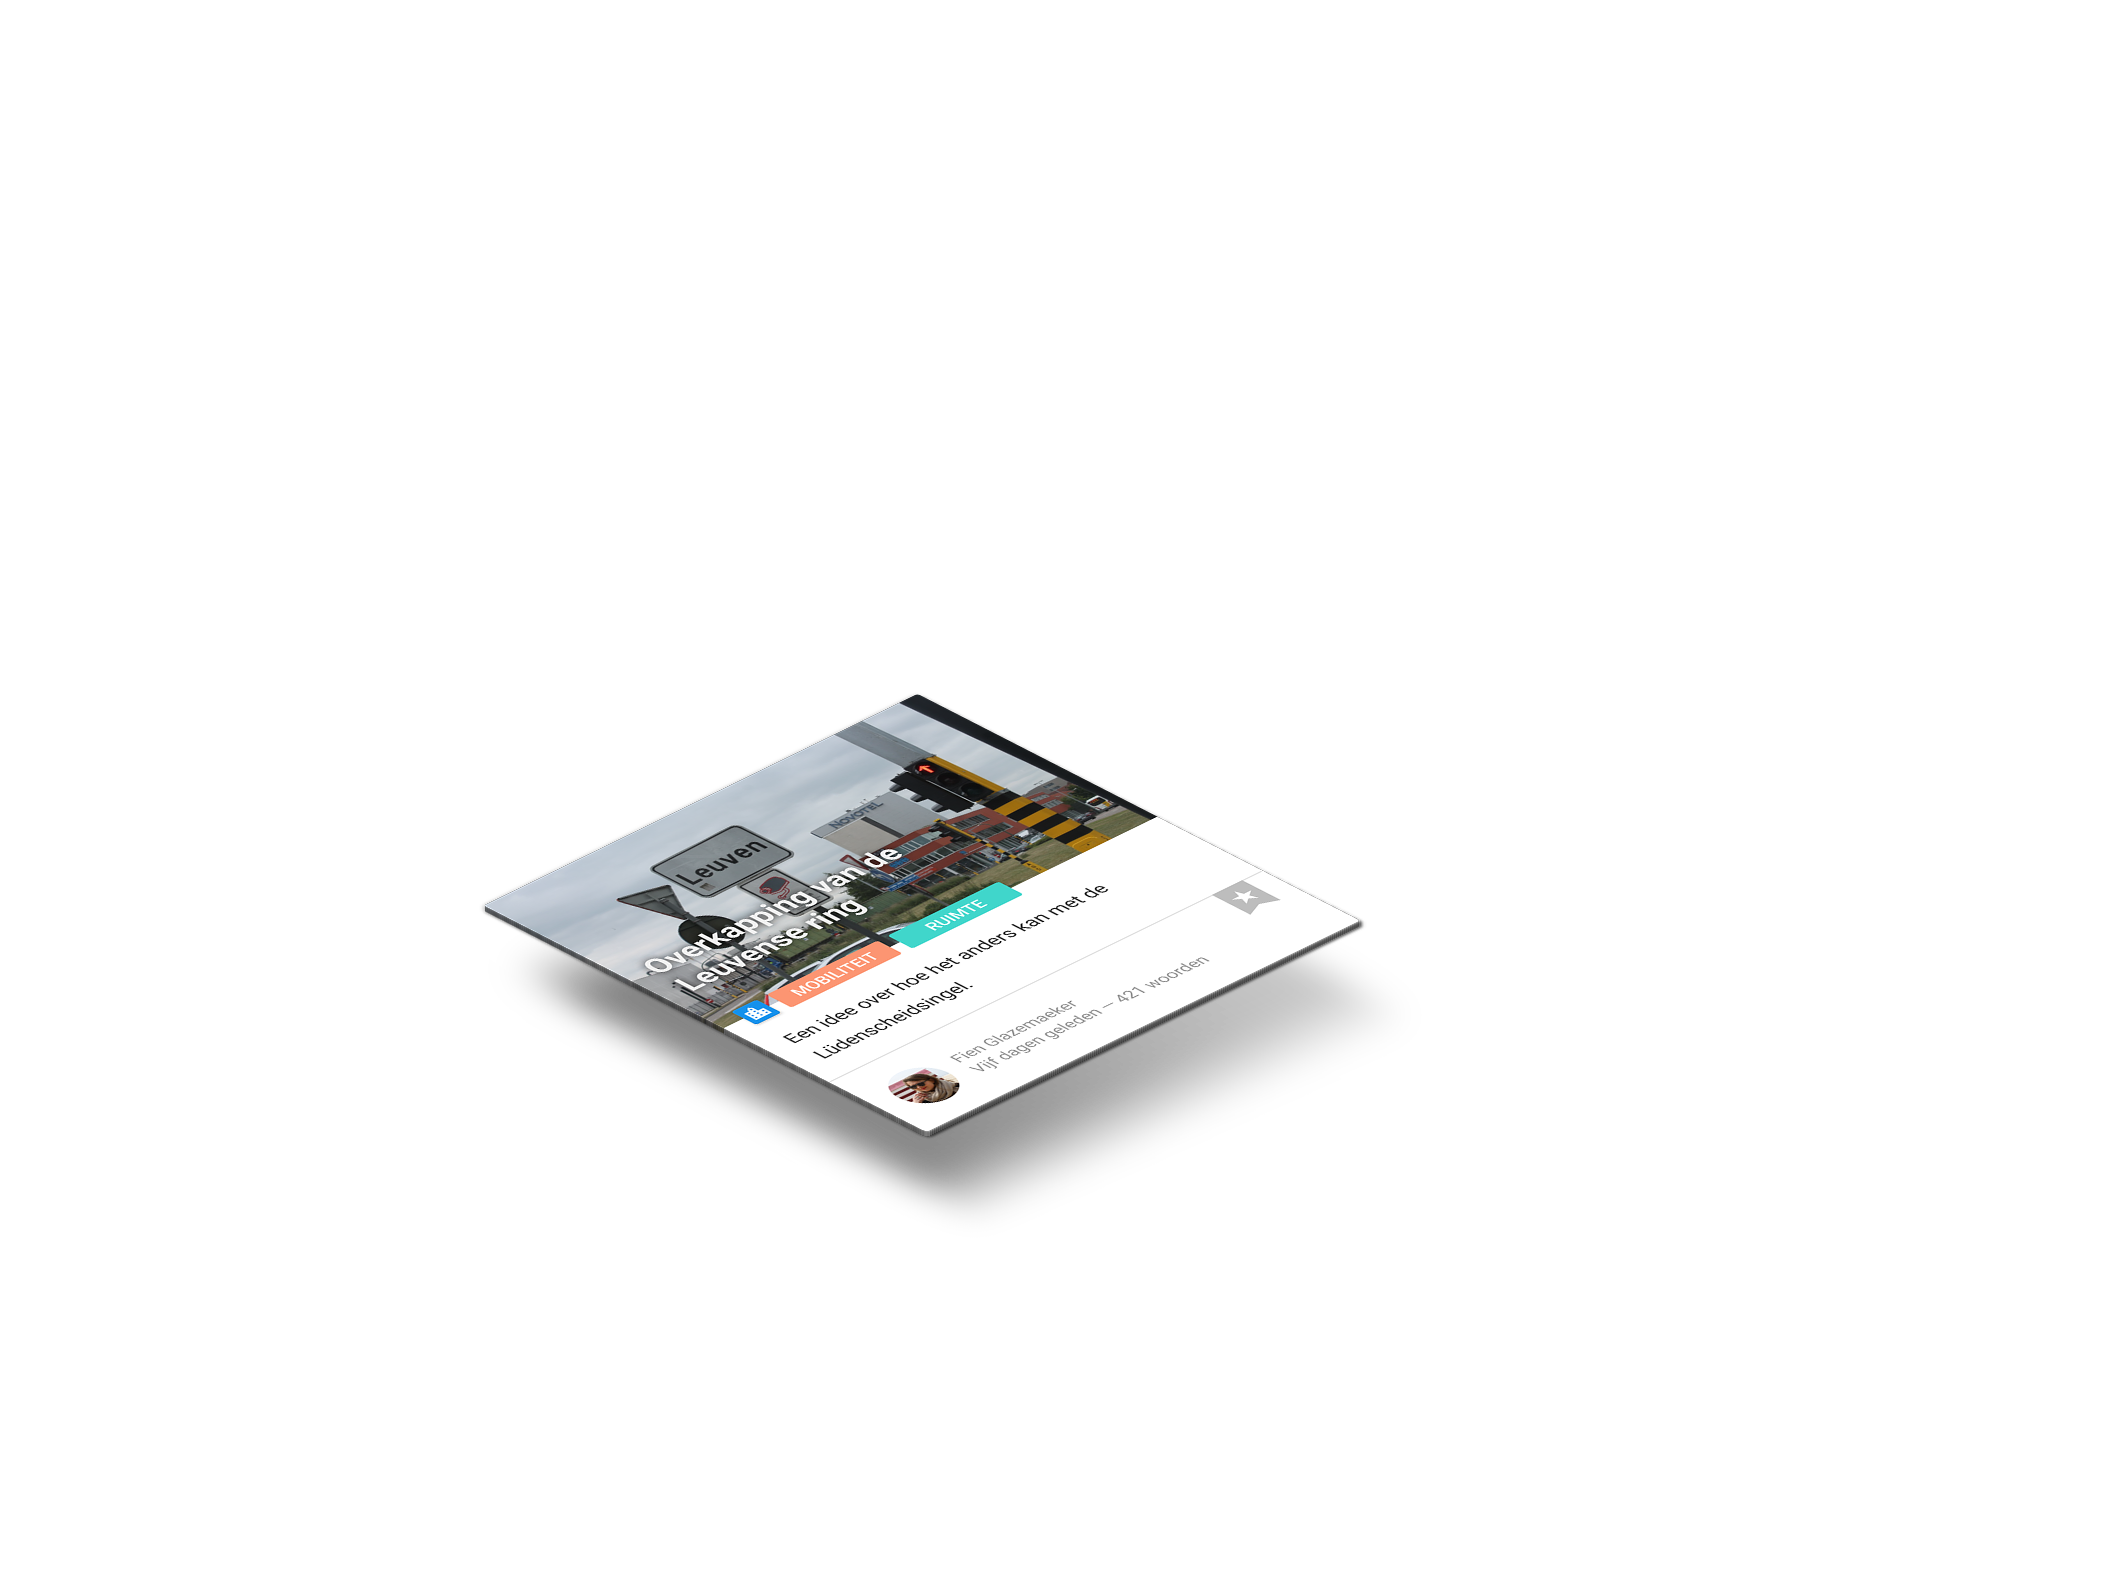 NOVOTEL
Leuven
Overkapping van de
Leuvense ring
MOBILITEIT
RUIMTE
Een idee over hoe het anders kan met de
Lüdenscheidsingel.
Fien Glazemaeker
Vijf dagen geleden – 421 woorden